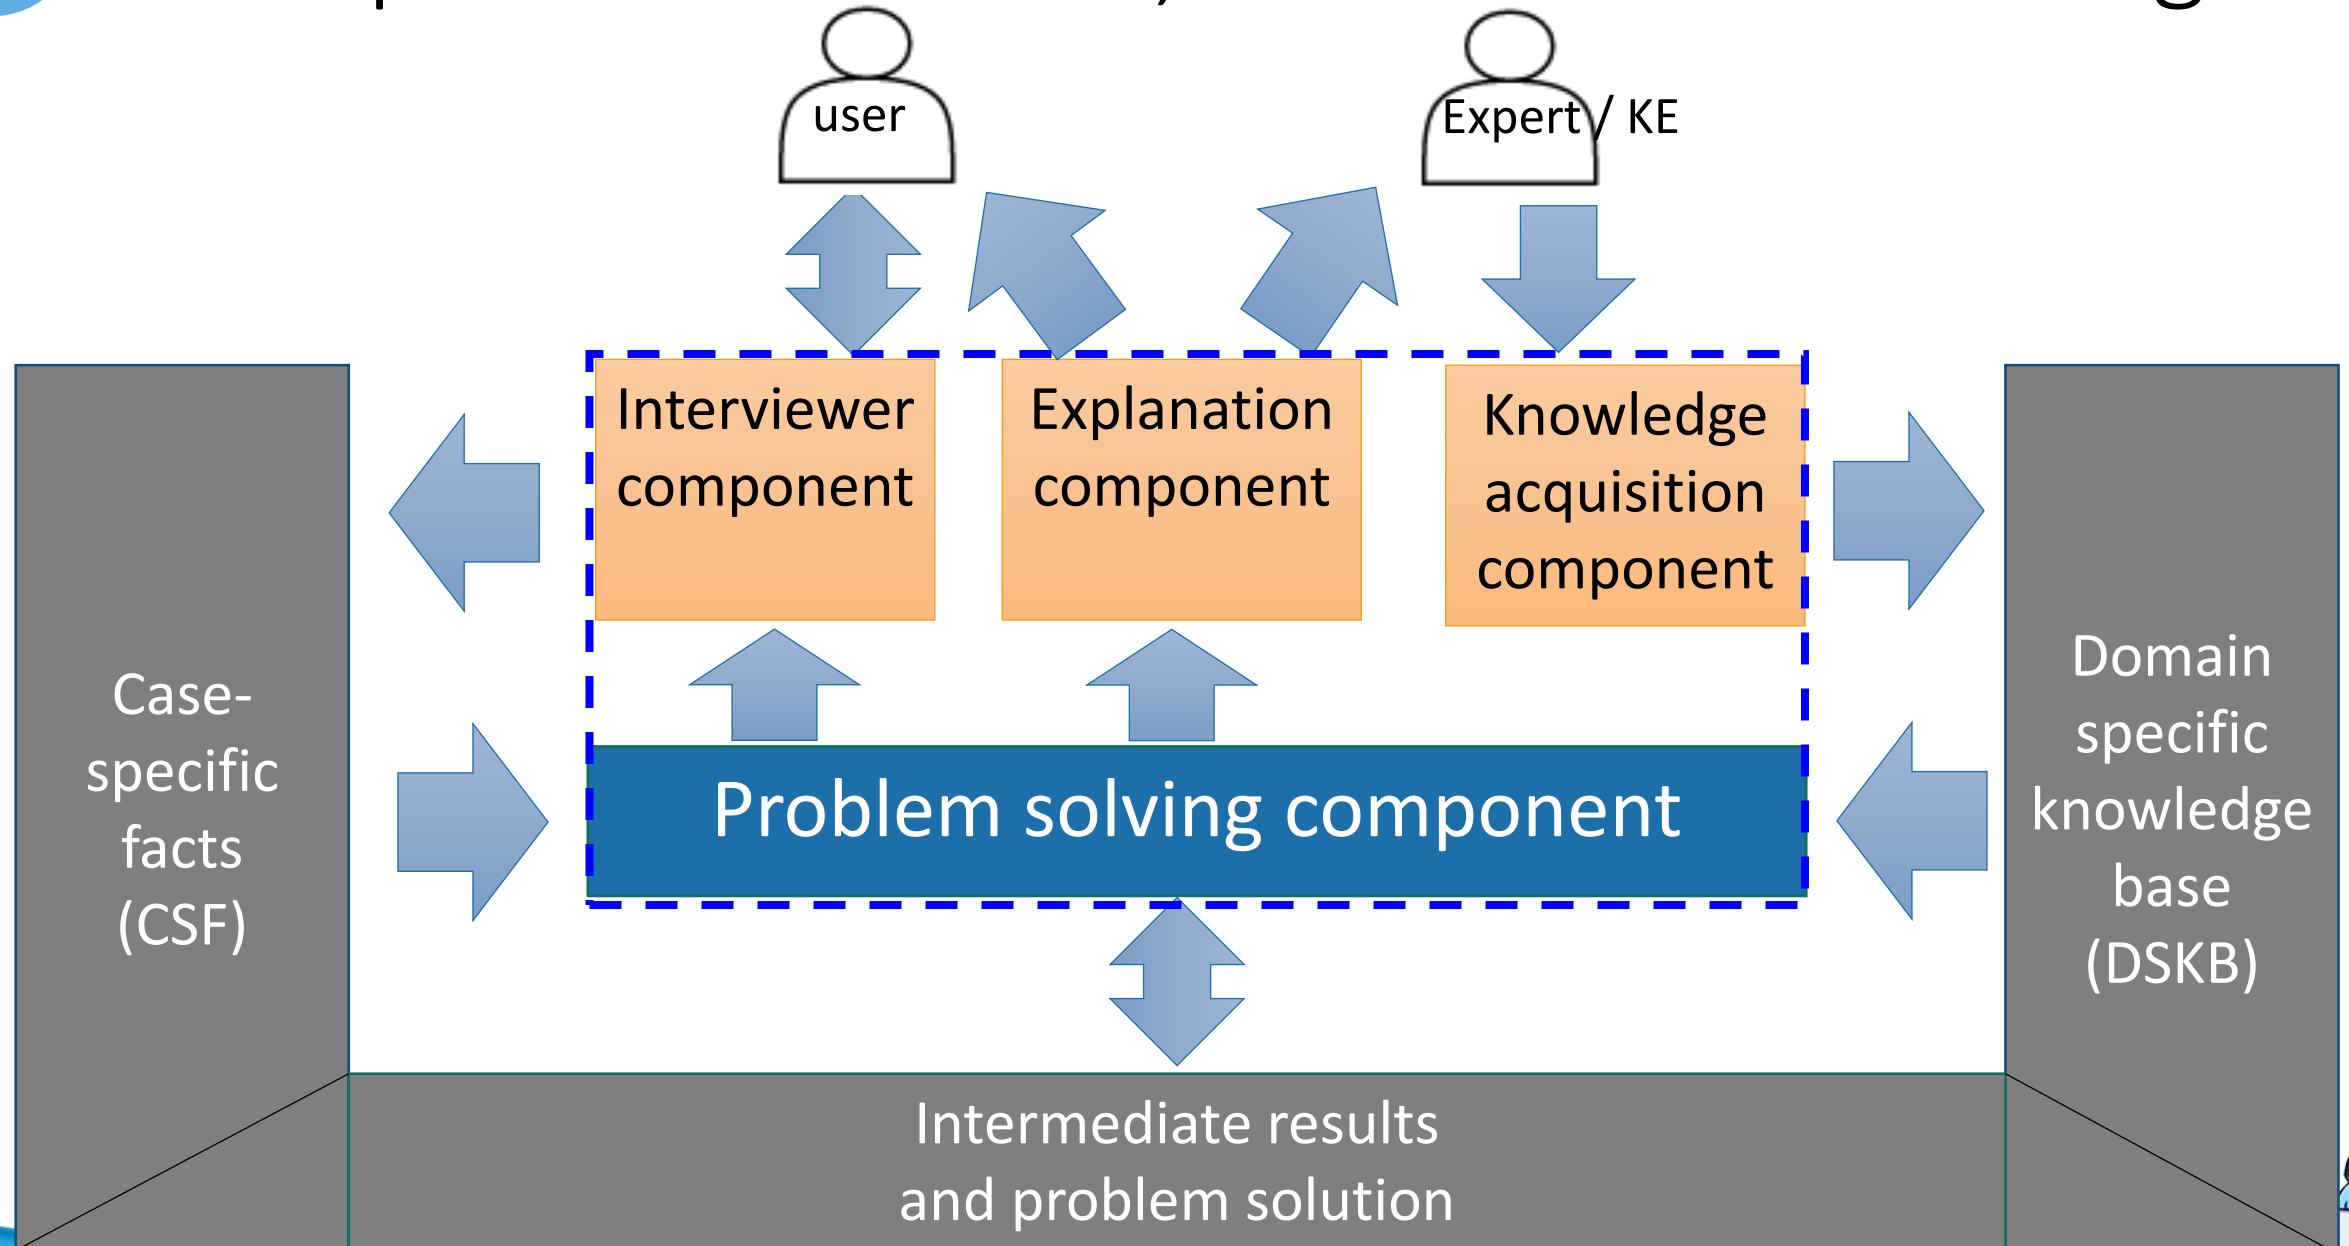 user
Expert / KE
Interviewer
component
Explanation
component
Knowledge
acquisition
component
Case-
specific
facts
(CSF)
Problem solving component
Domain
specific
knowledge
base
(DSKB)
Intermediate results
and problem solution